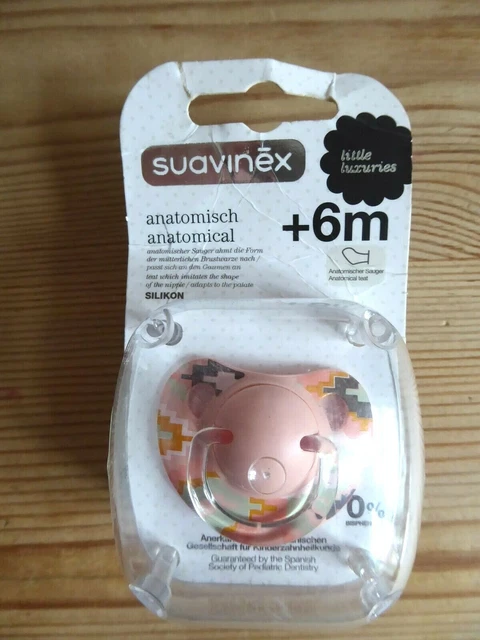 suavinēx
little
luxuries
anatomisch
anatomical
+6m
anatomischer Sauger ahmt die Form
der mütterlichen Brustwarze nach /
passt sich an den Gaumen an
teat which imitates the shape
of the nipple / adapts to the palate
SILIKON
Anatomischer Sauger
Anatomical teat
0%
BISPHENOL
Gesellschaft für Kinderzahnheilkunde
Guaranteed by the Spanish
Society of Pediatric Dentistry